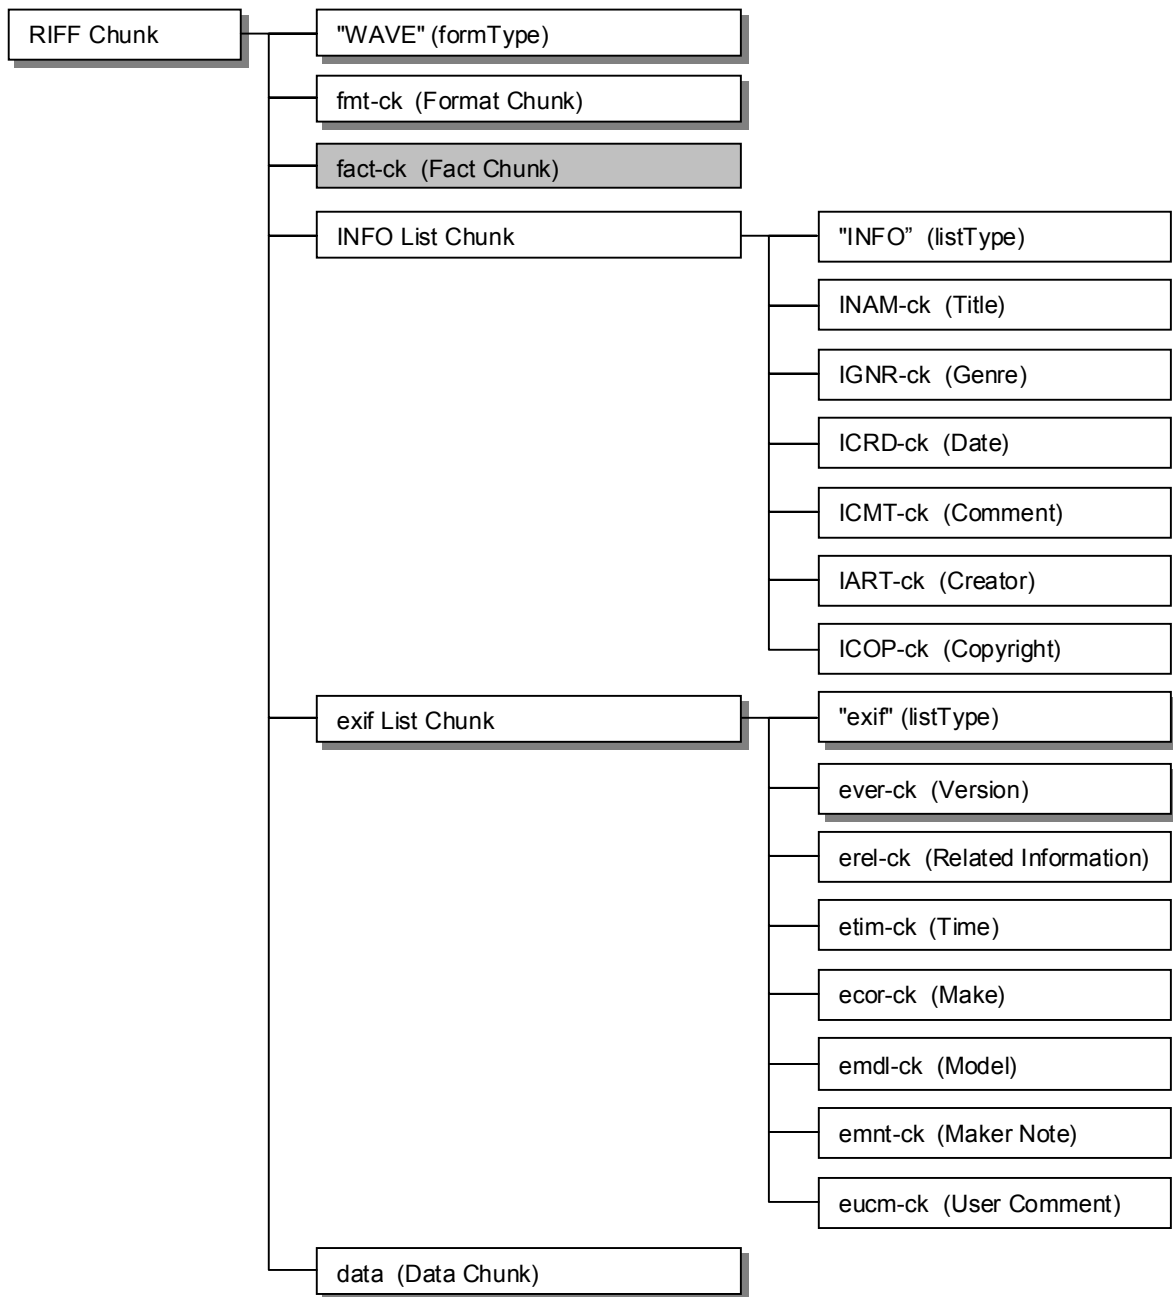 RIFF Chunk
"WAVE" (formType)
fmt-ck (Format Chunk)
fact-ck (Fact Chunk)
INFO List Chunk
"INFO” (listType)
INAM-ck (Title)
IGNR-ck (Genre)
ICRD-ck (Date)
ICMT-ck (Comment)
IART-ck (Creator)
ICOP-ck (Copyright)
exif List Chunk
"exif" (listType)
ever-ck (Version)
erel-ck (Related Information)
etim-ck (Time)
ecor-ck (Make)
emdl-ck (Model)
emnt-ck (Maker Note)
eucm-ck (User Comment)
data (Data Chunk)